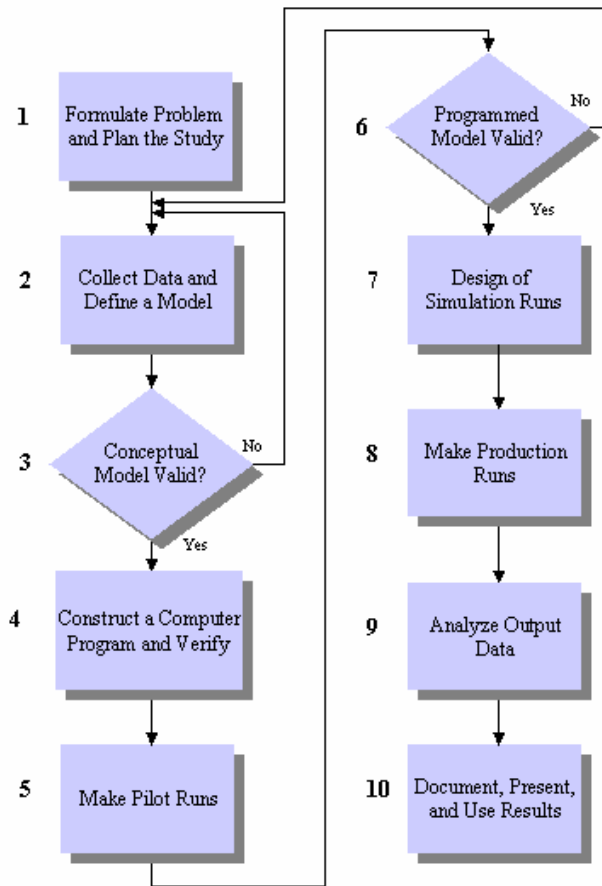 1
Formulate Problem
and Plan the Study
2
Collect Data and
Define a Model
3
Conceptual
Model Valid?
No
Yes
4
Construct a Computer
Program and Verify
5
Make Pilot Runs
6
Programmed
Model Valid?
No
Yes
7
Design of
Simulation Runs
8
Make Production
Runs
9
Analyze Output
Data
10
Document, Present,
and Use Results